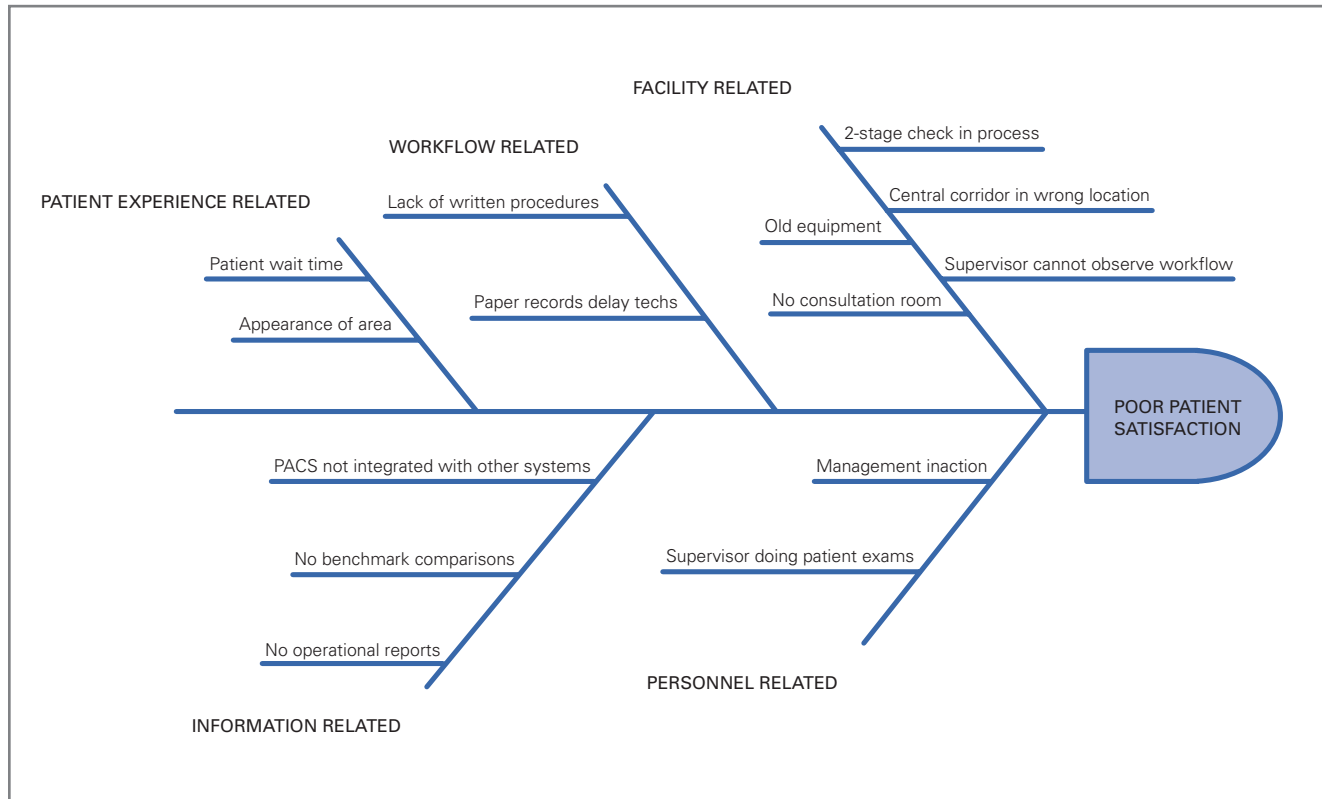 FACILITY RELATED
2-stage check in process
WORKFLOW RELATED
Central corridor in wrong location
PATIENT EXPERIENCE RELATED
Lack of written procedures
Old equipment
Patient wait time
Supervisor cannot observe workflow
Paper records delay techs
No consultation room
Appearance of area
POOR PATIENT
SATISFACTION
PACS not integrated with other systems
Management inaction
No benchmark comparisons
Supervisor doing patient exams
No operational reports
PERSONNEL RELATED
INFORMATION RELATED